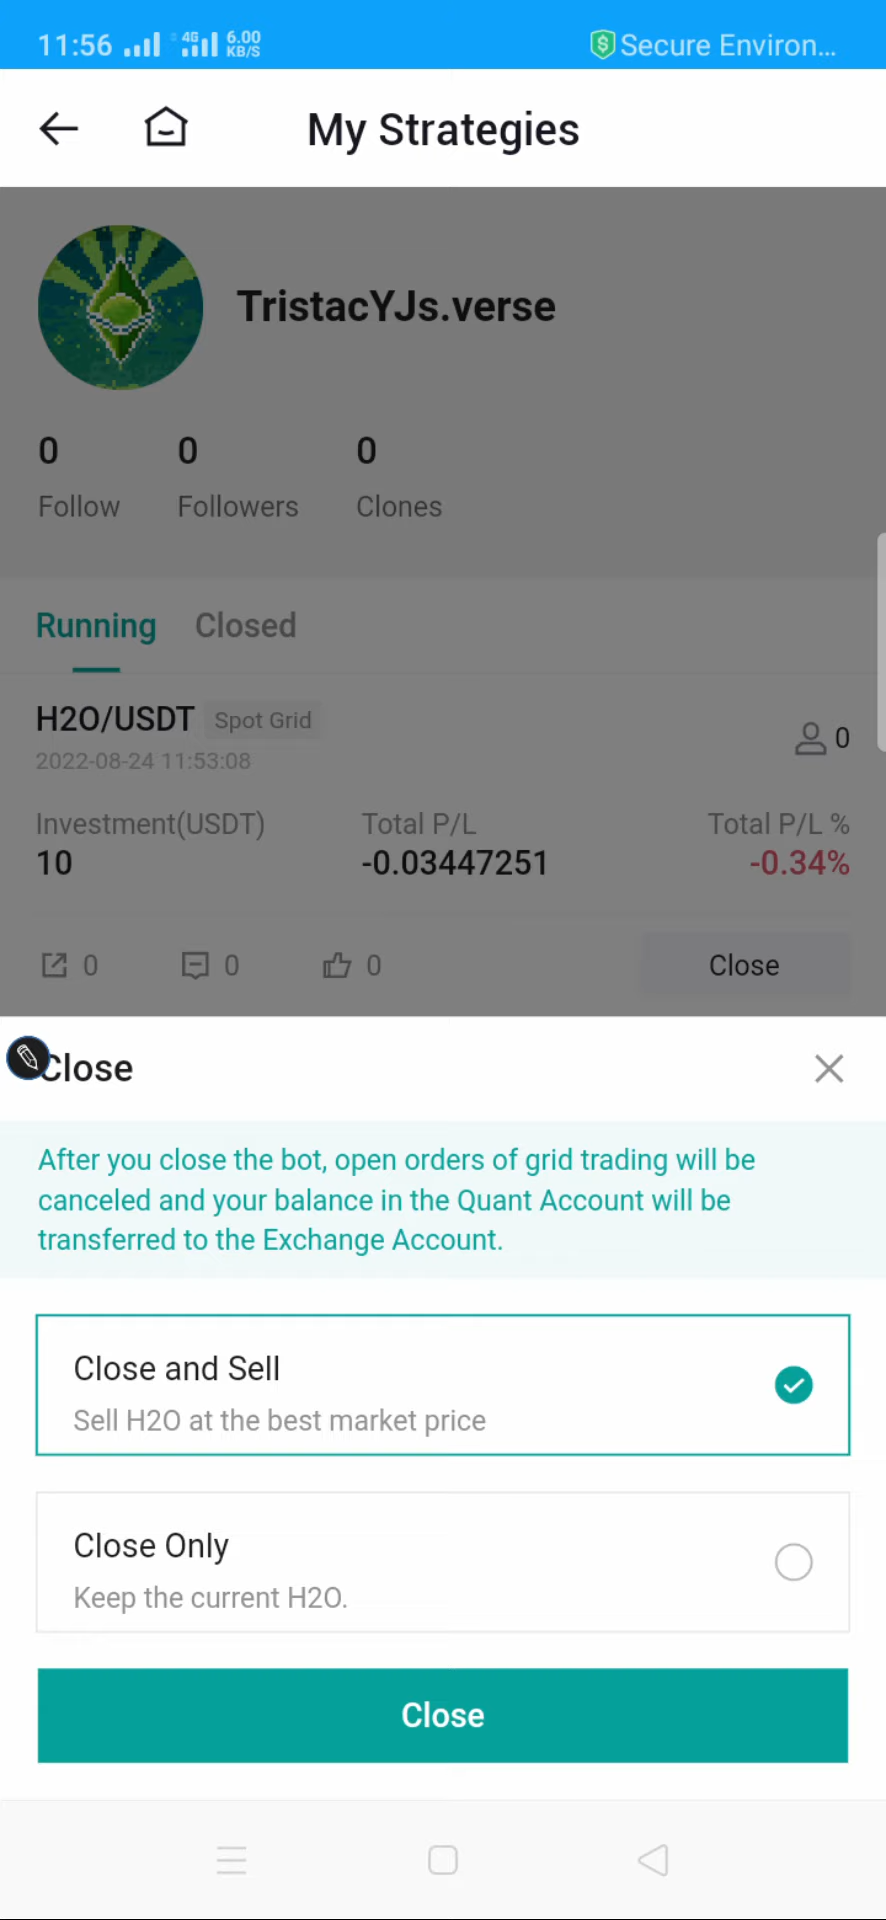 11:56 4G 6.00 KB/S Secure Environ...
My Strategies
TristacYJs.verse
0 0 0
Follow Followers Clones
Running Closed
H2O/USDT Spot Grid
0
2022-08-24 11:53:08
Investment(USDT) Total P/L Total P/L %
10 -0.03447251 -0.34%
0 0 0 Close
Close
After you close the bot, open orders of grid trading will be
canceled and your balance in the Quant Account will be
transferred to the Exchange Account.
Close and Sell
Sell H2O at the best market price
Close Only
Keep the current H2O.
Close